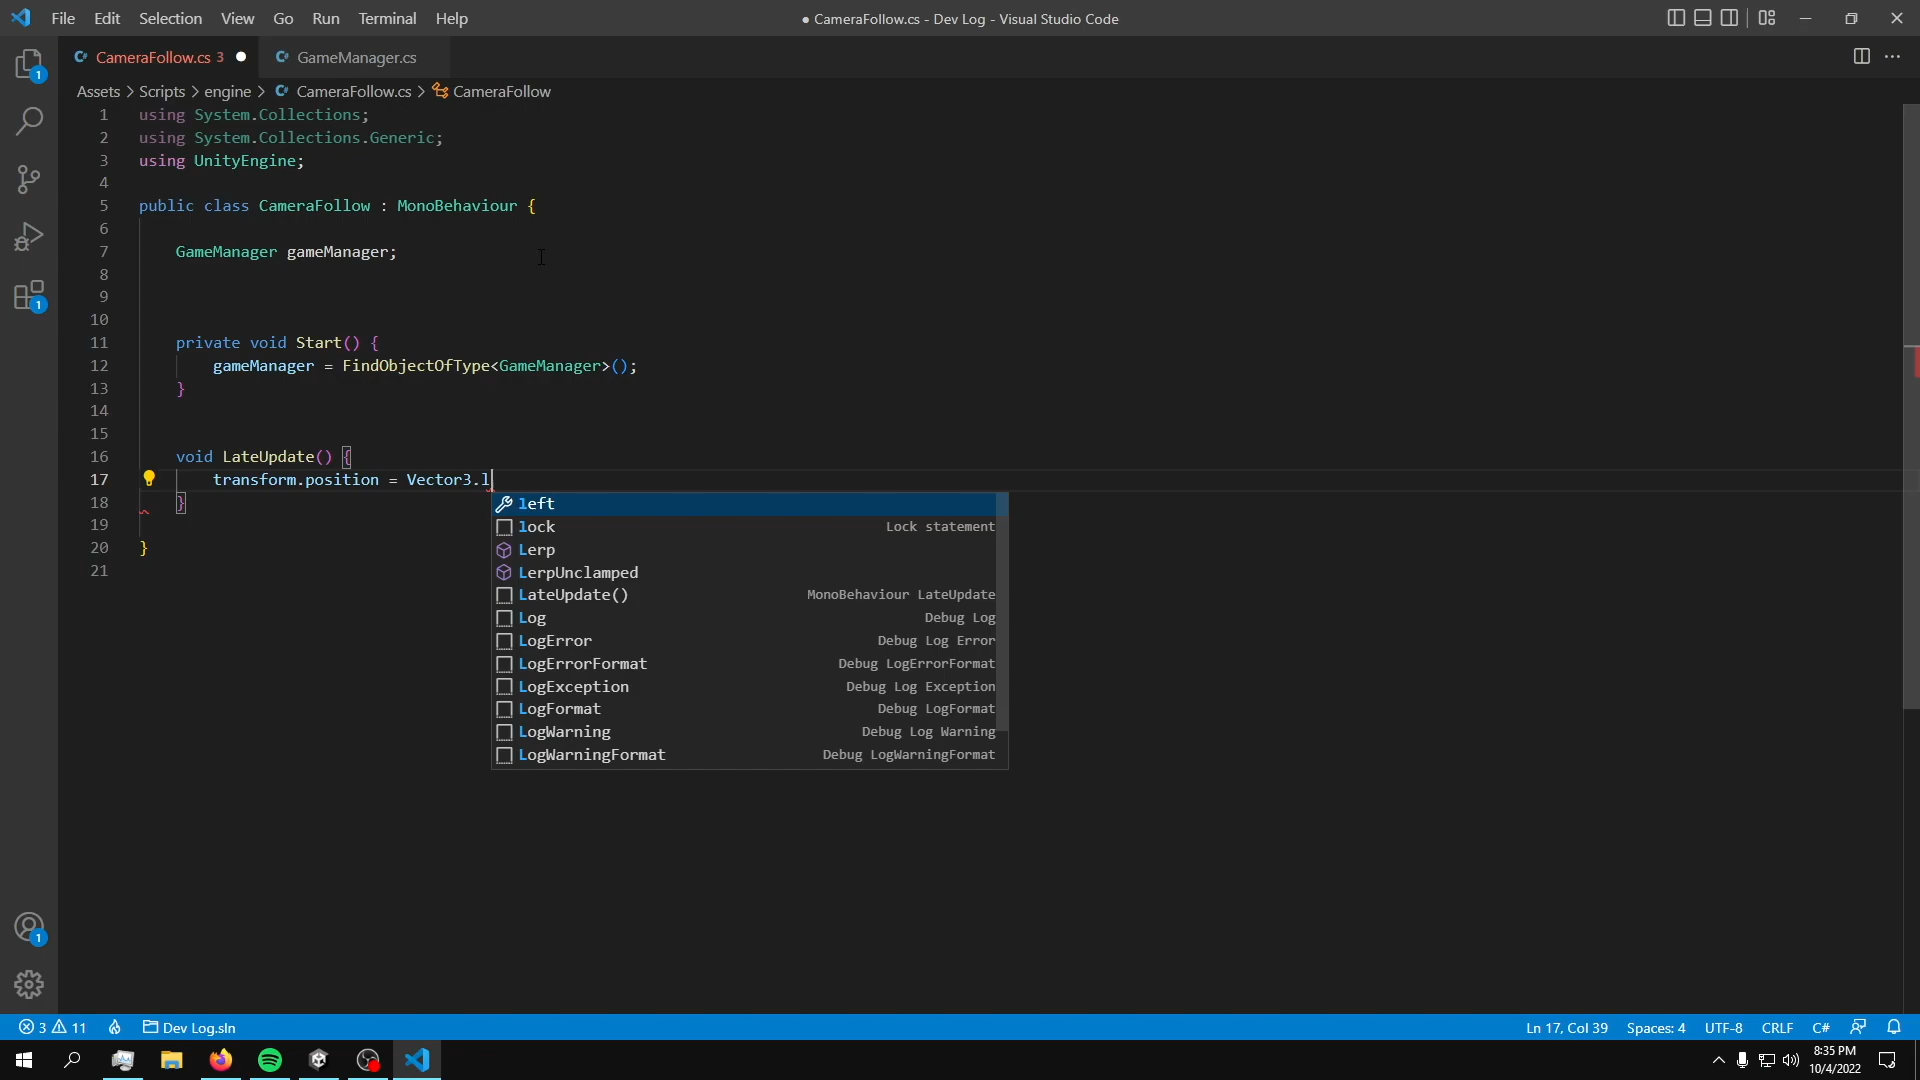 File Edit Selection View Go Run Terminal Help
● CameraFollow.cs - Dev Log - Visual Studio Code
CameraFollow.cs 3 ●
GameManager.cs
Assets > Scripts > engine > CameraFollow.cs > CameraFollow
1 using System.Collections;
2 using System.Collections.Generic;
3 using UnityEngine;
4
5 public class CameraFollow : MonoBehaviour {
6
7 GameManager gameManager;
8
9
10
11 private void Start() {
12 gameManager = FindObjectOfType<GameManager>();
13 }
14
15
16 void LateUpdate() {
17 transform.position = Vector3.l
18 }
19
20 }
21
left
lock Lock statement
Lerp
LerpUnclamped
LateUpdate() MonoBehaviour LateUpdate
Log Debug Log
LogError Debug Log Error
LogErrorFormat Debug LogErrorFormat
LogException Debug Log Exception
LogFormat Debug LogFormat
LogWarning Debug Log Warning
LogWarningFormat Debug LogWarningFormat
1
1
1
3 11 Dev Log.sln
Ln 17, Col 39 Spaces: 4 UTF-8 CRLF C#
8:35 PM
10/4/2022